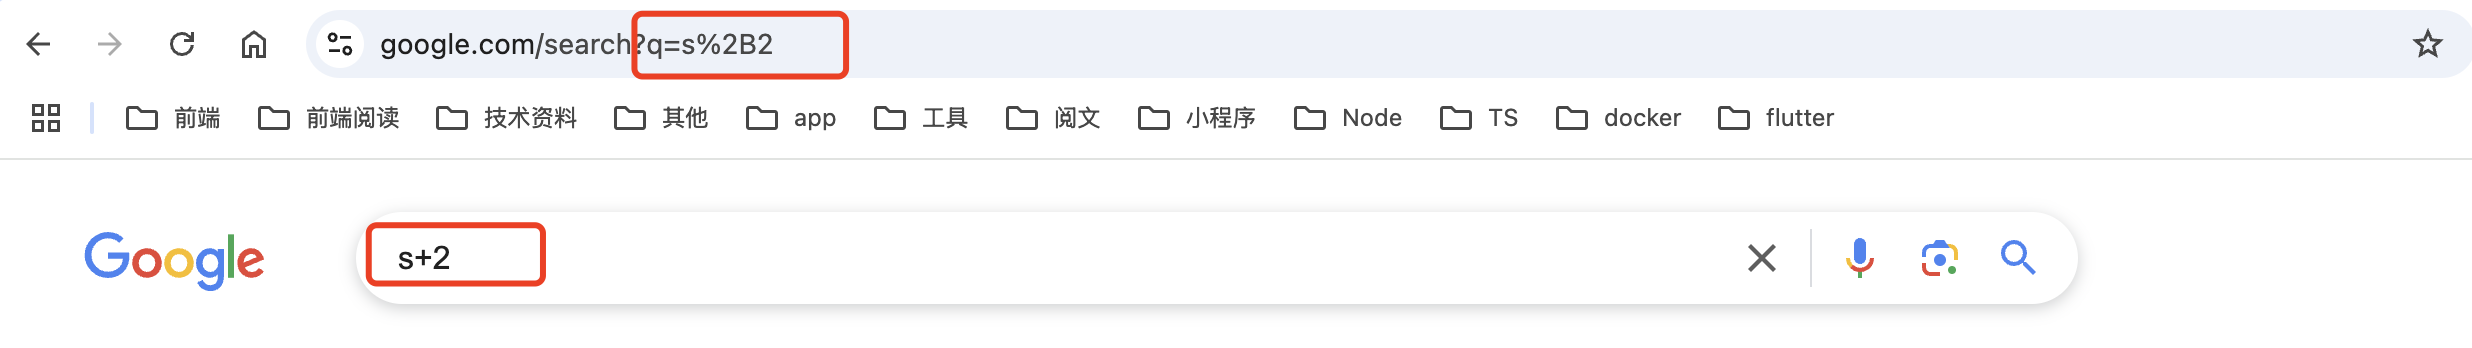 google.com/search?q=s%2B2
前端 前端阅读 技术资料 其他 app 工具 阅文 小程序 Node TS docker flutter
Google s+2